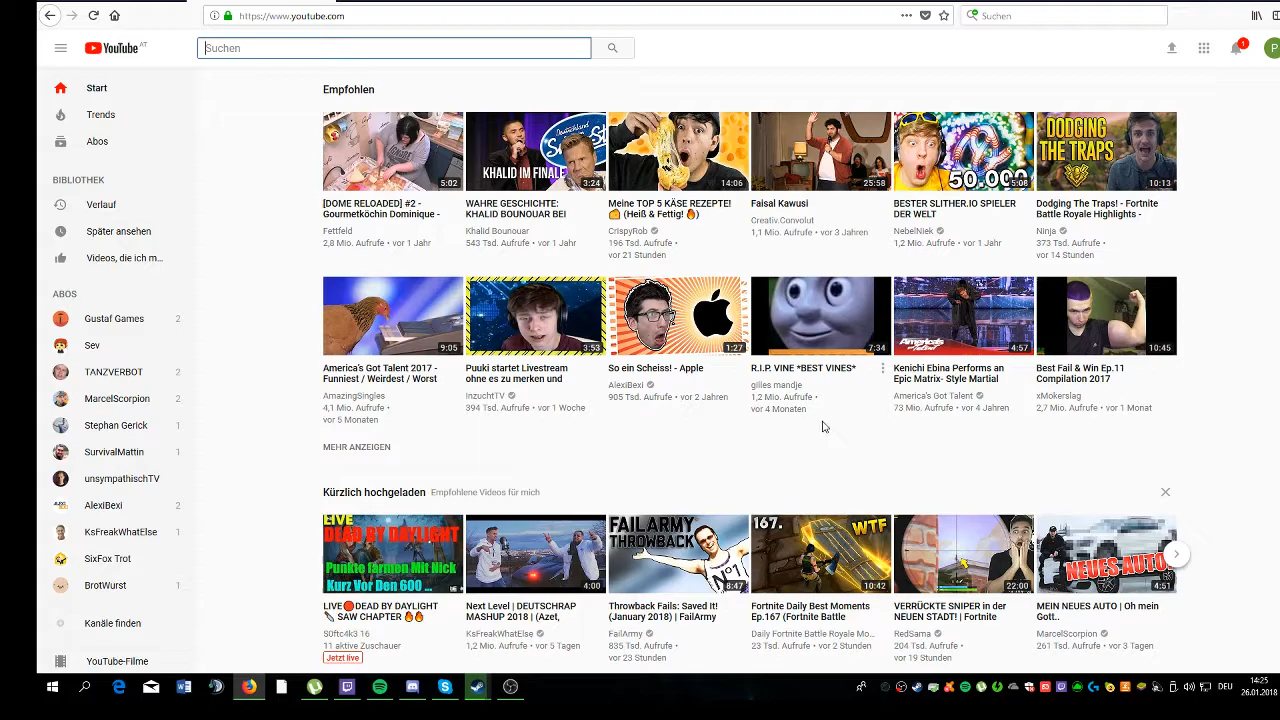 https://www.youtube.com
Suchen
YouTube AT
Suchen
1
P
Start
Trends
Abos
BIBLIOTHEK
Verlauf
Später ansehen
Videos, die ich m...
ABOS
Gustaf Games 2
Sev
TANZVERBOT 2
MarcelScorpion 2
Stephan Gerick 1
SurvivalMattin 1
unsympathischTV
AlexiBexi 2
KsFreakWhatElse 1
SixFox Trot
BrotWurst 1
Kanäle finden
YouTube-Filme
Empfohlen
5:02
Deutschland
KHALID IM FINALE
3:24
14:06
25:58
50.000
5:08
DODGING
THE TRAPS
10:13
[DOME RELOADED] #2 -
Gourmetköchin Dominique -
Fettfeld
2,8 Mio. Aufrufe • vor 1 Jahr
WAHRE GESCHICHTE:
KHALID BOUNOUAR BEI
Khalid Bounouar
543 Tsd. Aufrufe • vor 1 Jahr
Meine TOP 5 KÄSE REZEPTE!
🧀 (Heiß & Fettig! 🔥)
CrispyRob
196 Tsd. Aufrufe •
vor 21 Stunden
Faisal Kawusi
Creativ.Convolut
1,1 Mio. Aufrufe • vor 3 Jahren
BESTER SLITHER.IO SPIELER
DER WELT
NebelNiek
1,2 Mio. Aufrufe • vor 1 Jahr
Dodging The Traps! - Fortnite
Battle Royale Highlights -
Ninja
373 Tsd. Aufrufe •
vor 14 Stunden
9:05
3:53
1:27
7:34
America's
Got Talent
4:57
10:45
America's Got Talent 2017 -
Funniest / Weirdest / Worst
AmazingSingles
4,1 Mio. Aufrufe •
vor 5 Monaten
Puuki startet Livestream
ohne es zu merken und
InzuchtTV
394 Tsd. Aufrufe • vor 1 Woche
So ein Scheiss! - Apple
AlexiBexi
905 Tsd. Aufrufe • vor 2 Jahren
R.I.P. VINE *BEST VINES*
gilles mandje
1,2 Mio. Aufrufe •
vor 4 Monaten
Kenichi Ebina Performs an
Epic Matrix- Style Martial
America's Got Talent
73 Mio. Aufrufe • vor 4 Jahren
Best Fail & Win Ep.11
Compilation 2017
xMokerslag
2,7 Mio. Aufrufe • vor 1 Monat
MEHR ANZEIGEN
Kürzlich hochgeladen Empfohlene Videos für mich
LIVE
DEAD BY DAYLIGHT
Punkte farmen Mit Nick
Kurz Vor Den 600 ...
4:00
FAILARMY
THROWBACK
Nº1
8:47
167.
WTF
10:42
22:00
NEUES AUTO
4:51
LIVE🔴DEAD BY DAYLIGHT
🔪 SAW CHAPTER 🔥🔥
S0ftc4k3 16
11 aktive Zuschauer
Jetzt live
Next Level | DEUTSCHRAP
MASHUP 2018 | (Azet,
KsFreakWhatElse
1,2 Mio. Aufrufe • vor 5 Tagen
Throwback Fails: Saved It!
(January 2018) | FailArmy
FailArmy
835 Tsd. Aufrufe •
vor 23 Stunden
Fortnite Daily Best Moments
Ep.167 (Fortnite Battle
Daily Fortnite Battle Royale Mo...
23 Tsd. Aufrufe • vor 7 Stunden
VERRÜCKTE SNIPER in der
NEUEN STADT! | Fortnite
RedSama
204 Tsd. Aufrufe •
vor 19 Stunden
MEIN NEUES AUTO | Oh mein
Gott..
MarcelScorpion
261 Tsd. Aufrufe • vor 3 Tagen
DEU
14:25
26.01.2018